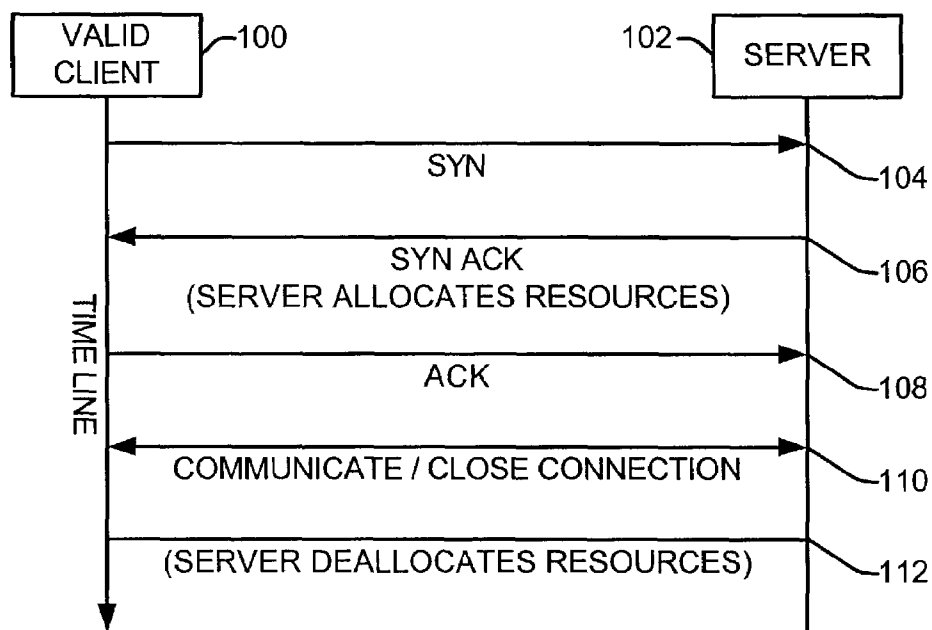 VALID
CLIENT
100
102
SERVER
SYN
104
SYN ACK
106
(SERVER ALLOCATES RESOURCES)
TIME LINE
ACK
108
COMMUNICATE / CLOSE CONNECTION
110
(SERVER DEALLOCATES RESOURCES)
112